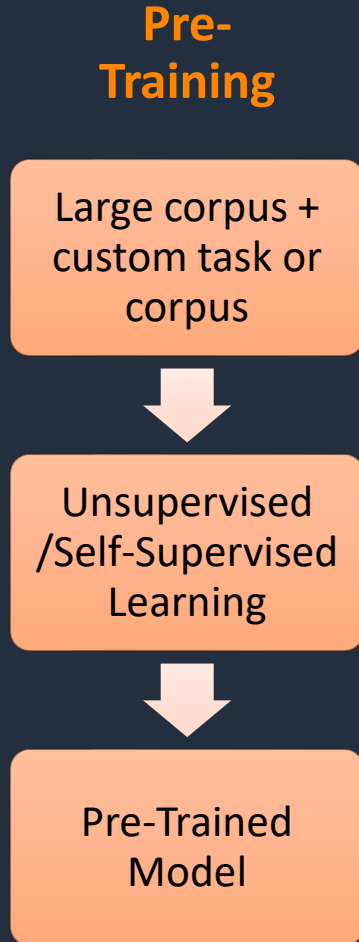 Pre-
Training
Large corpus +
custom task or
corpus
Unsupervised
/Self-Supervised
Learning
Pre-Trained
Model